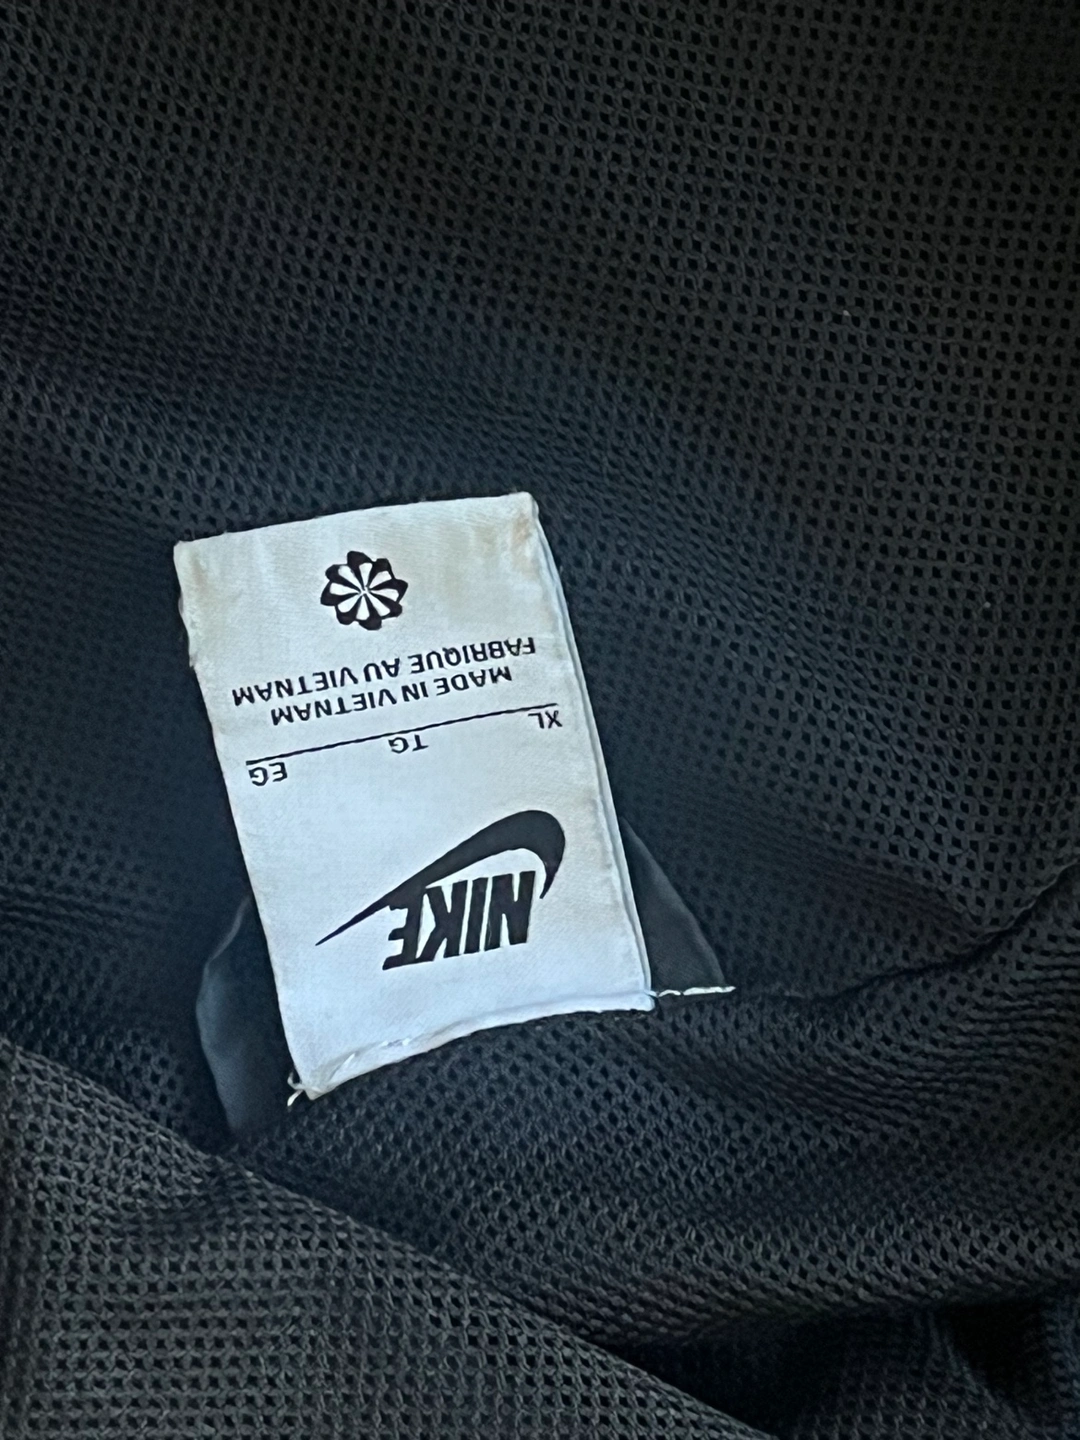 NIKE
XL TG EG
MADE IN VIETNAM
FABRIQUE AU VIETNAM